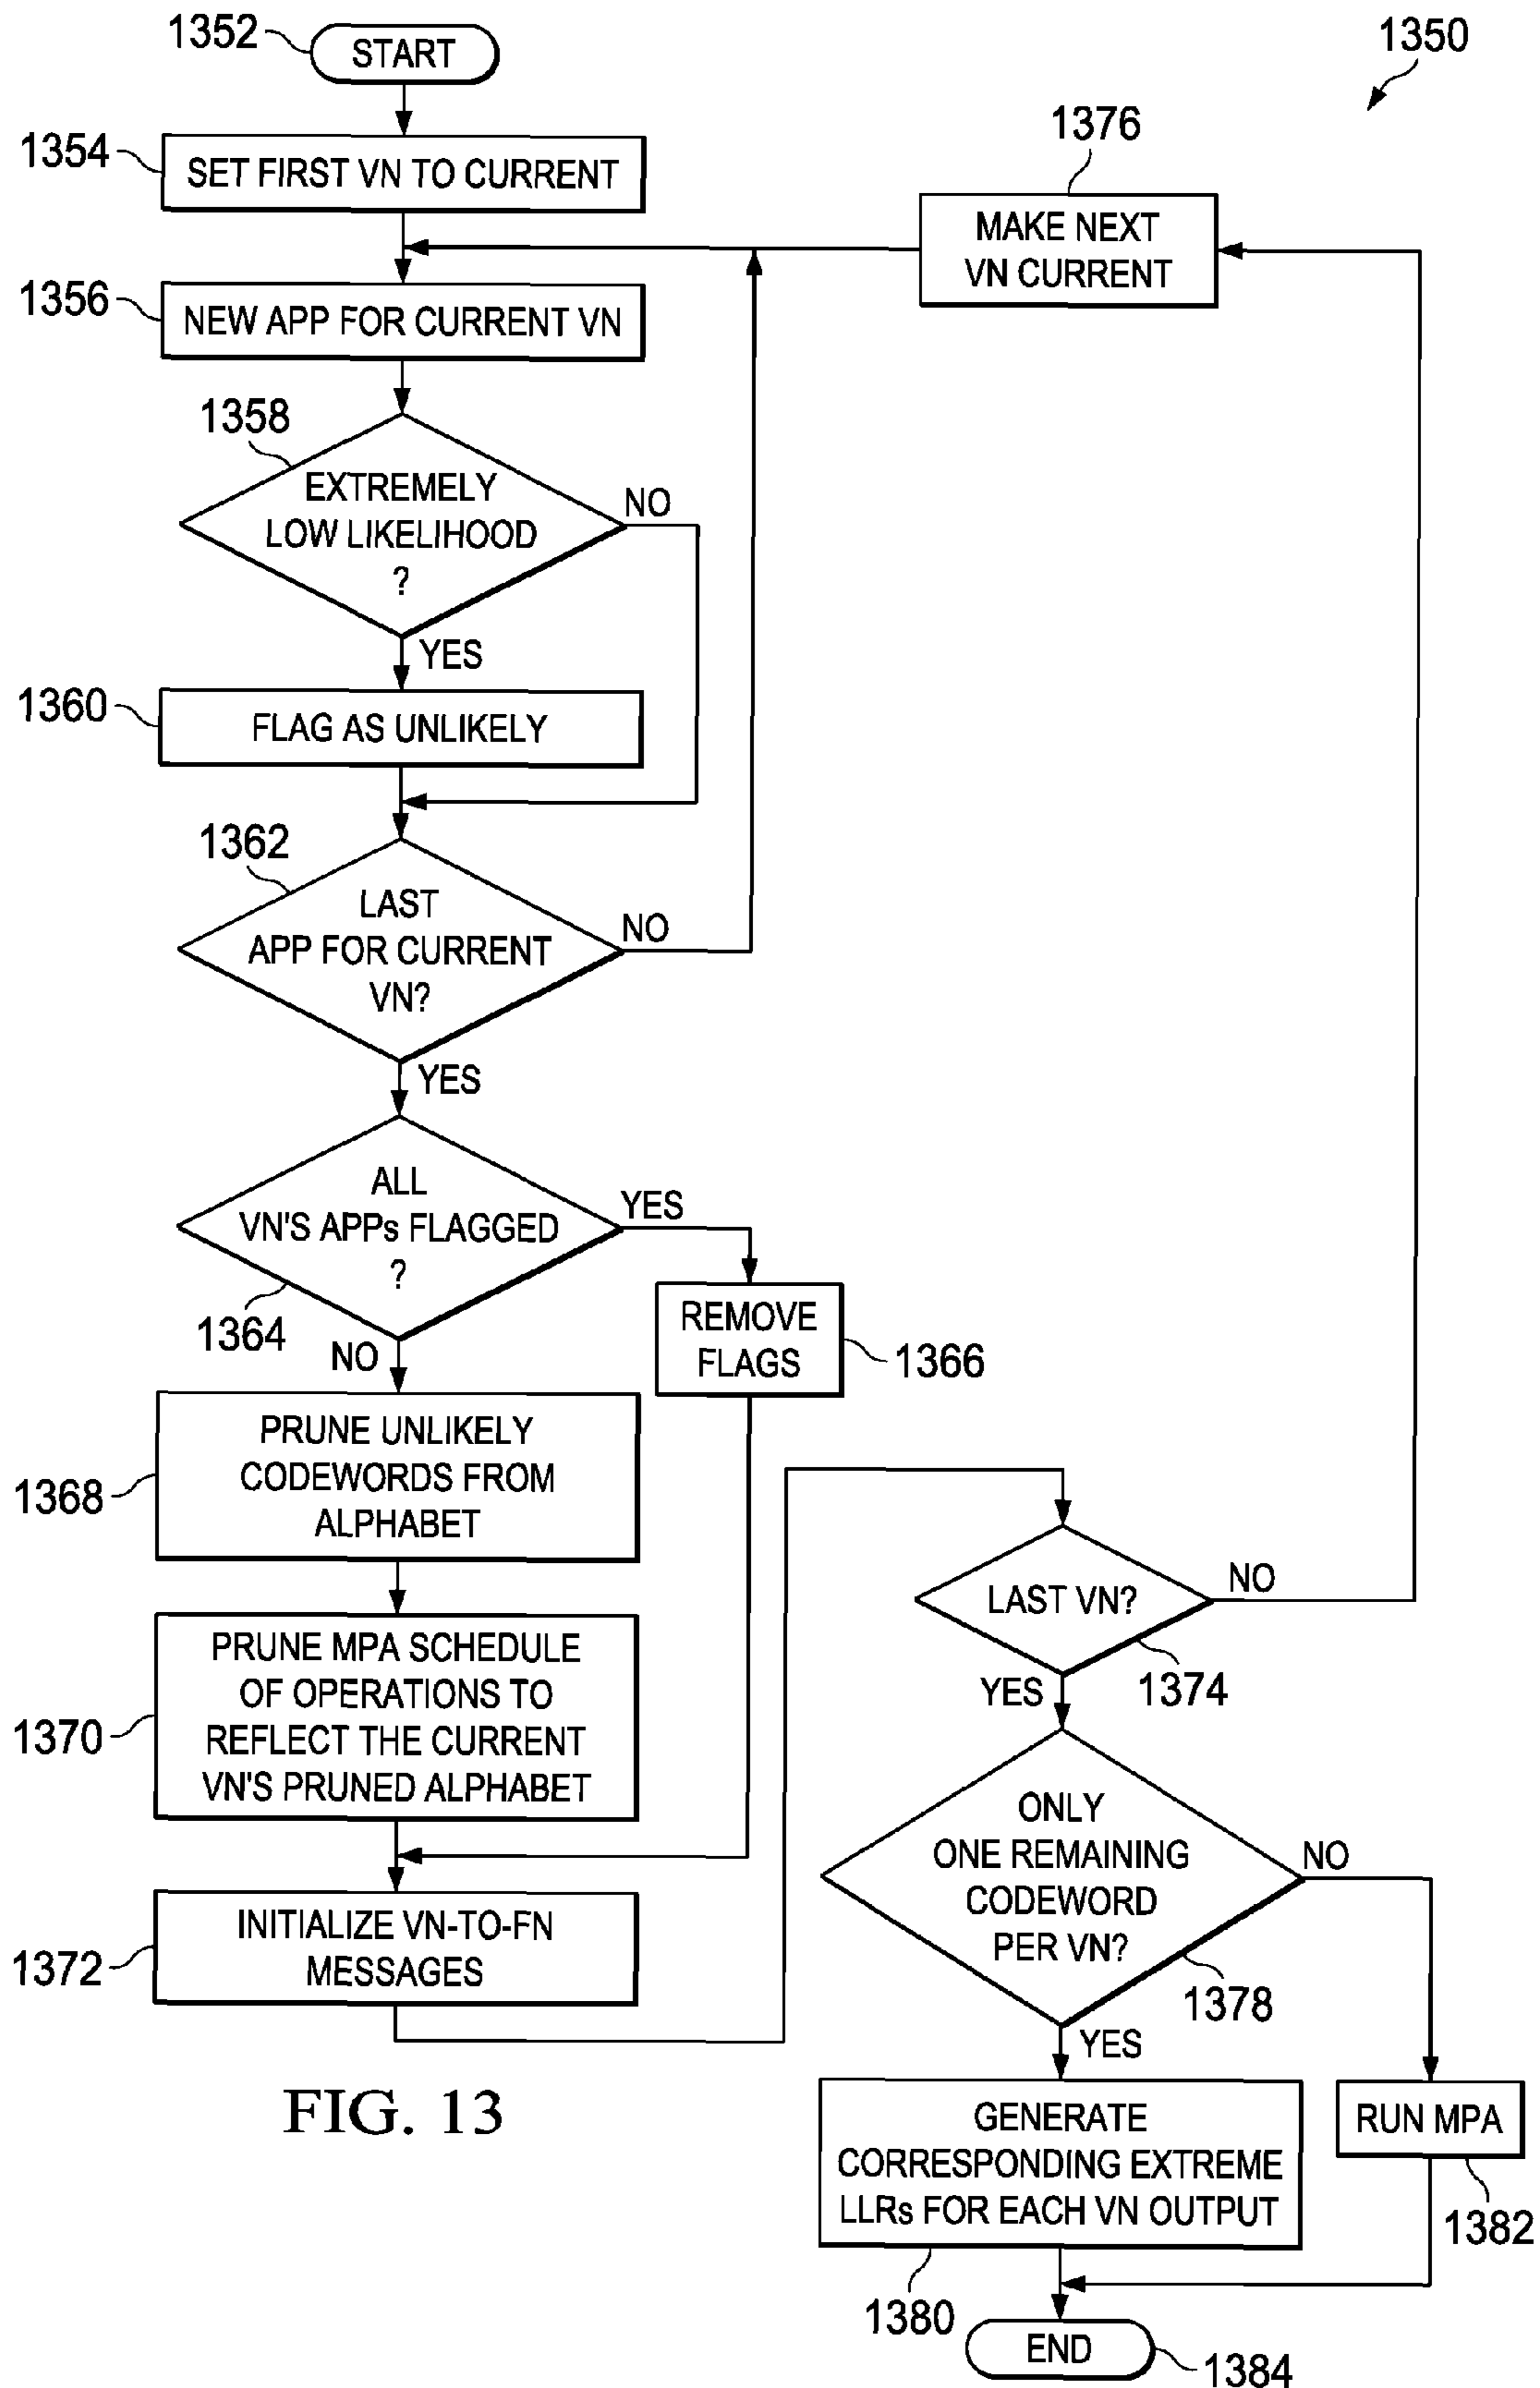 1352
START
1350
1354
SET FIRST VN TO CURRENT
1376
MAKE NEXT
VN CURRENT
1356
NEW APP FOR CURRENT VN
1358
EXTREMELY
LOW LIKELIHOOD
?
NO
YES
1360
FLAG AS UNLIKELY
1362
LAST
APP FOR CURRENT
VN?
NO
YES
ALL
VN'S APPs FLAGGED
?
YES
1364
NO
REMOVE
FLAGS
1366
1368
PRUNE UNLIKELY
CODEWORDS FROM
ALPHABET
1370
PRUNE MPA SCHEDULE
OF OPERATIONS TO
REFLECT THE CURRENT
VN'S PRUNED ALPHABET
1372
INITIALIZE VN-TO-FN
MESSAGES
LAST VN?
NO
1374
YES
ONLY
ONE REMAINING
CODEWORD
PER VN?
NO
1378
YES
GENERATE
CORRESPONDING EXTREME
LLRs FOR EACH VN OUTPUT
1380
RUN MPA
1382
END
1384
FIG. 13